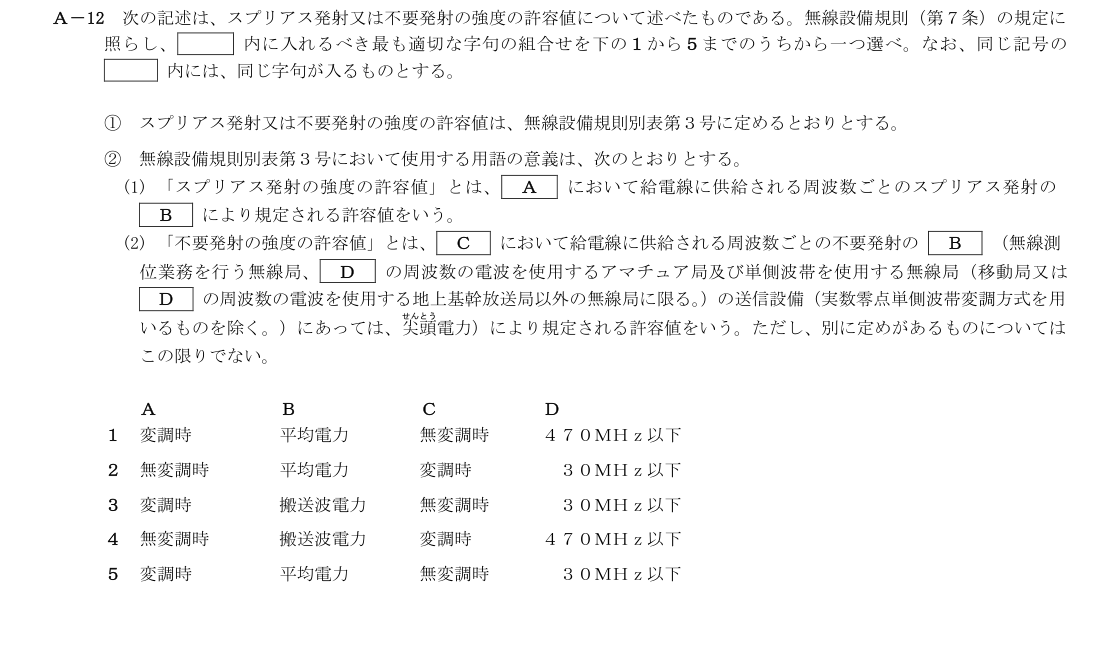 A－12　次の記述は、スプリアス発射又は不要発射の強度の許容値について述べたものである。無線設備規則（第７条）の規定に
照らし、　　　内に入れるべき最も適切な字句の組合せを下の1から5までのうちから一つ選べ。なお、同じ記号の
　　　内には、同じ字句が入るものとする。
①　スプリアス発射又は不要発射の強度の許容値は、無線設備規則別表第３号に定めるとおりとする。
②　無線設備規則別表第３号において使用する用語の意義は、次のとおりとする。
(1)　「スプリアス発射の強度の許容値」とは、 A において給電線に供給される周波数ごとのスプリアス発射の
B により規定される許容値をいう。
(2)　「不要発射の強度の許容値」とは、 C において給電線に供給される周波数ごとの不要発射の B （無線測
位業務を行う無線局、 D の周波数の電波を使用するアマチュア局及び単側波帯を使用する無線局（移動局又は
D の周波数の電波を使用する地上基幹放送局以外の無線局に限る。）の送信設備（実数零点単側波帯変調方式を用
せんとう
いるものを除く。）にあっては、尖頭電力）により規定される許容値をいう。ただし、別に定めがあるものについては
この限りでない。
A　B　C　D
1　変調時　平均電力　無変調時　４７０MHｚ以下
2　無変調時　平均電力　変調時　３０MHｚ以下
3　変調時　搬送波電力　無変調時　３０MHｚ以下
4　無変調時　搬送波電力　変調時　４７０MHｚ以下
5　変調時　平均電力　無変調時　３０MHｚ以下